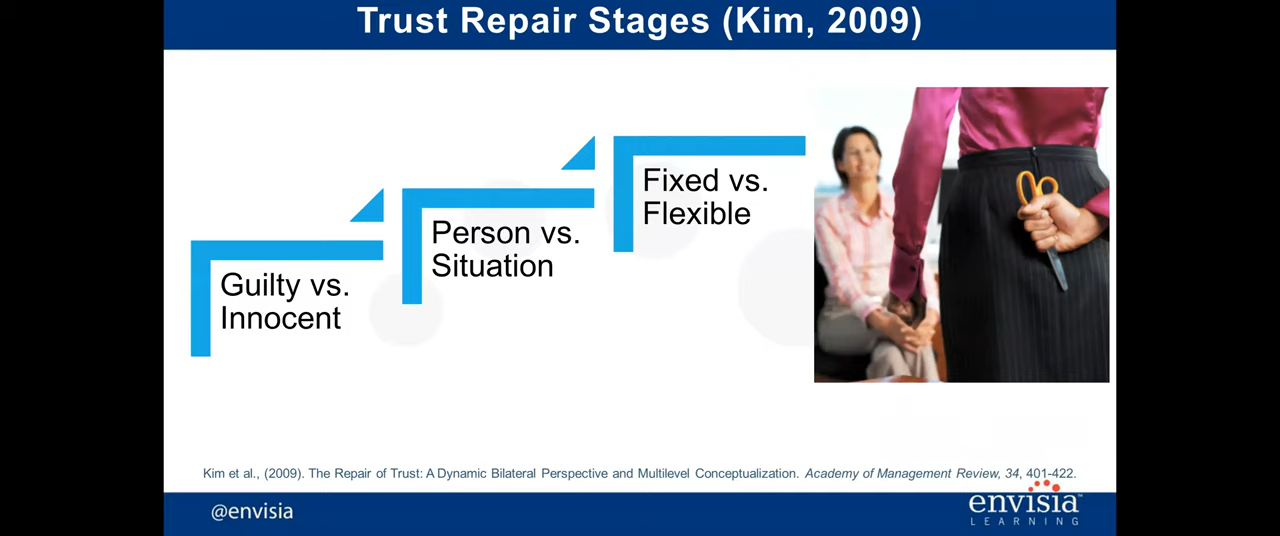 Trust Repair Stages (Kim, 2009)
Guilty vs.
Innocent
Person vs.
Situation
Fixed vs.
Flexible
Kim et al., (2009). The Repair of Trust: A Dynamic Bilateral Perspective and Multilevel Conceptualization. Academy of Management Review, 34, 401-422.
@envisia
envisia™
LEARNING